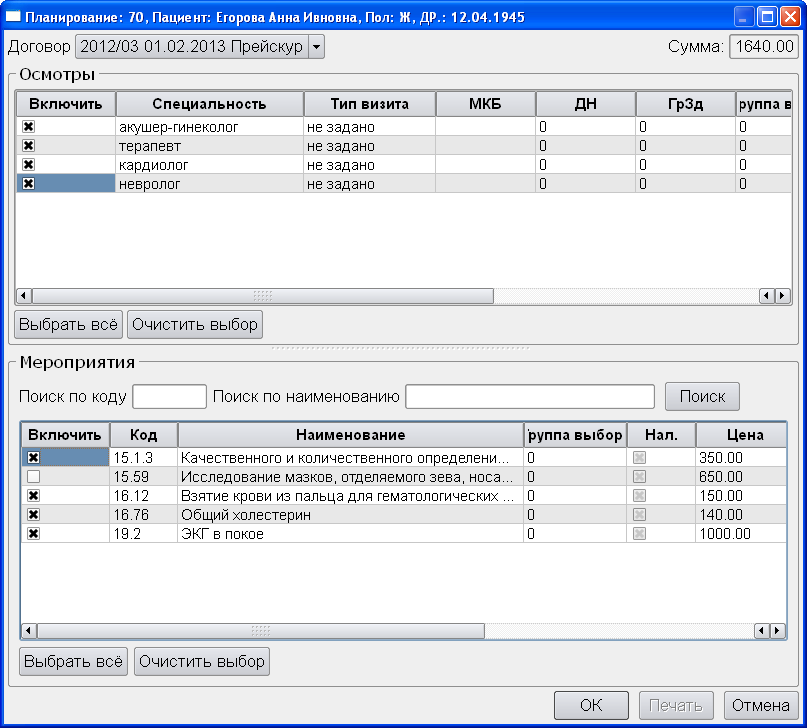 Планирование: 70, Пациент: Егорова Анна Ивновна, Пол: Ж, ДР.: 12.04.1945
Договор 2012/03 01.02.2013 Прейскур Сумма: 1640.00
Осмотры
Включить Специальность Тип визита МКБ ДН ГрЗд руппа в
акушер-гинеколог не задано 0 0 0
терапевт не задано 0 0 0
кардиолог не задано 0 0 0
невролог не задано 0 0 0
Выбрать всё Очистить выбор
Мероприятия
Поиск по коду Поиск по наименованию Поиск
Включить Код Наименование Группа выбор Нал. Цена
15.1.3 Качественного и количественного определени... 0 350.00
15.59 Исследование мазков, отделяемого зева, носа... 0 650.00
16.12 Взятие крови из пальца для гематологических ... 0 150.00
16.76 Общий холестерин 0 140.00
19.2 ЭКГ в покое 0 1000.00
Выбрать всё Очистить выбор
ОК Печать Отмена